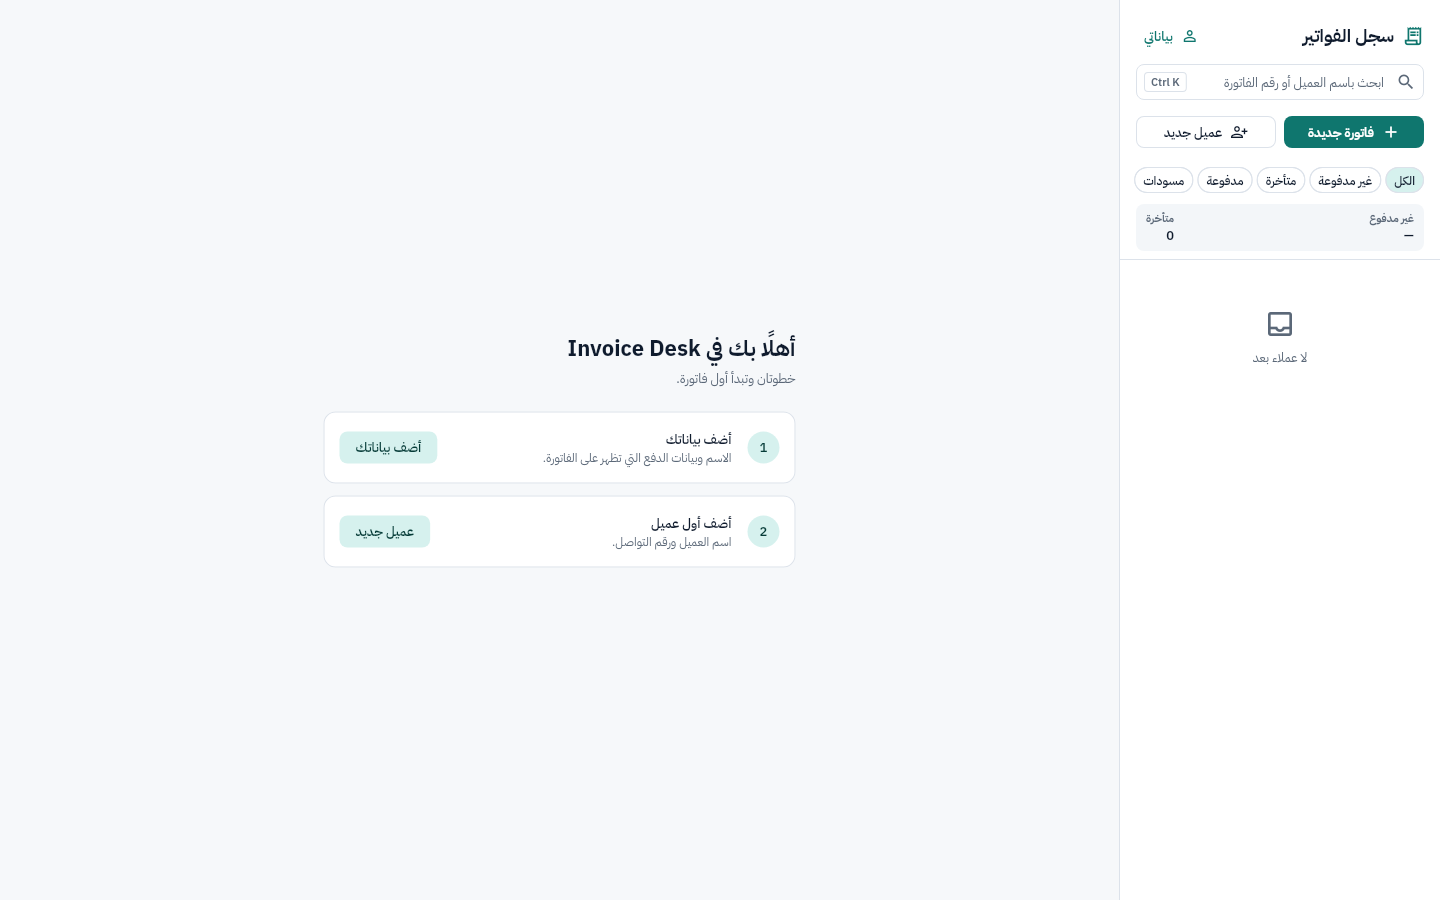 سجل الفواتير
بياناتي
ابحث باسم العميل أو رقم الفاتورة
Ctrl K
فاتورة جديدة
عميل جديد
الكل
غير مدفوعة
متأخرة
مدفوعة
مسودات
غير مدفوع
—
متأخرة
0
لا عملاء بعد
أهلًا بك في Invoice Desk
خطوتان وتبدأ أول فاتورة.
1
أضف بياناتك
الاسم وبيانات الدفع التي تظهر على الفاتورة.
أضف بياناتك
2
أضف أول عميل
اسم العميل ورقم التواصل.
عميل جديد